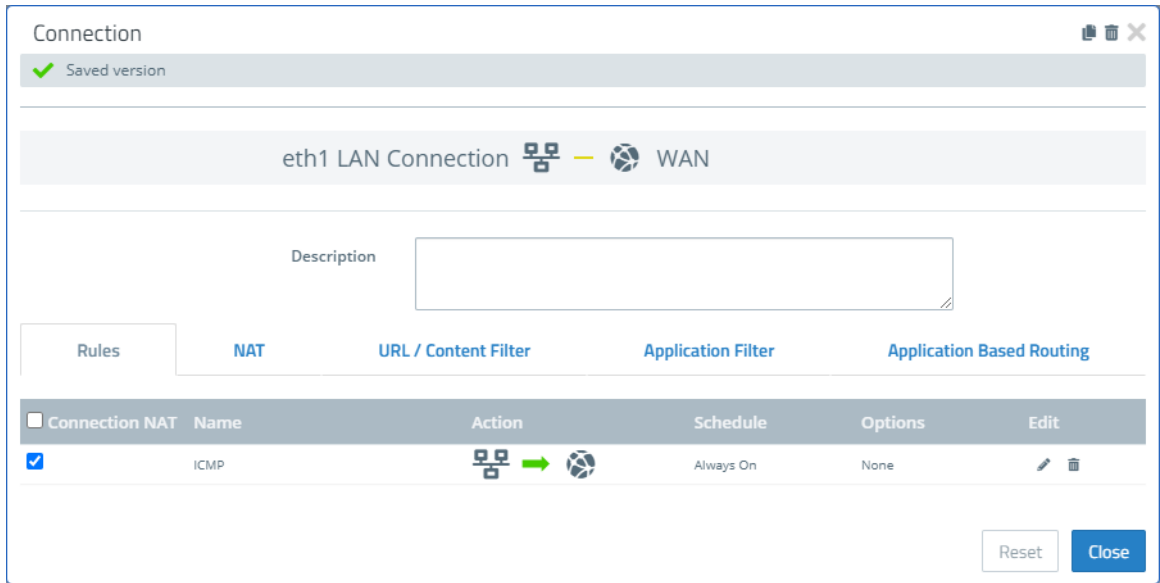 Connection
Saved version
eth1 LAN Connection WAN
Description
Rules NAT URL / Content Filter Application Filter Application Based Routing
Connection NAT Name Action Schedule Options Edit
ICMP Always On None
Reset Close